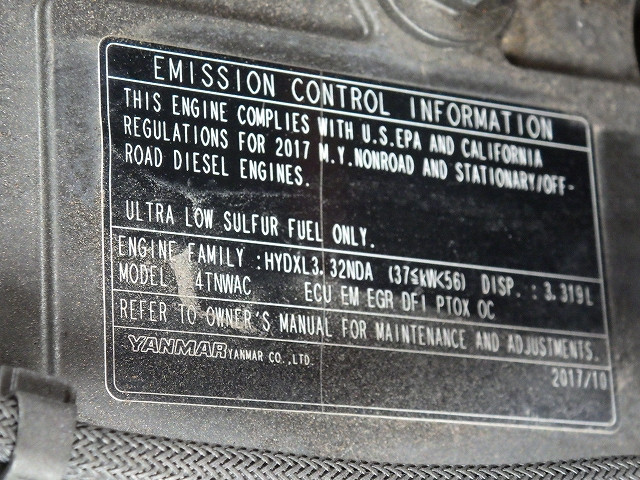 EMISSION CONTROL INFORMATION
THIS ENGINE COMPLIES WITH U.S.EPA AND CALIFORNIA
REGULATIONS FOR 2017 M.Y.NONROAD AND STATIONARY/OFF-
ROAD DIESEL ENGINES.
ULTRA LOW SULFUR FUEL ONLY.
ENGINE FAMILY :HYDXL3.32NDA (37≦kW<56) DISP.:3.319L
MODEL 4TNWAC ECU EM EGR DFI PTOX OC
REFER TO OWNER'S MANUAL FOR MAINTENANCE AND ADJUSTMENTS.
YANMAR YANMAR CO.,LTD.
2017/10